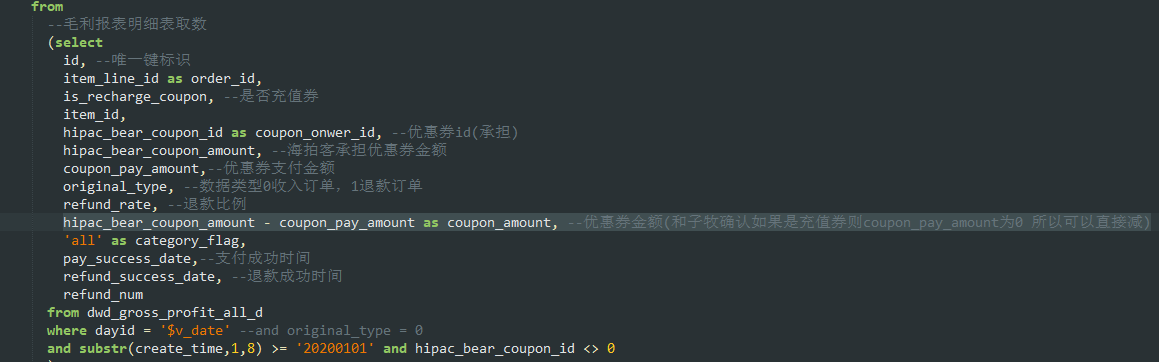 from
--毛利报表明细表取数
(select
id, --唯一键标识
item_line_id as order_id,
is_recharge_coupon, --是否充值券
item_id,
hipac_bear_coupon_id as coupon_onwer_id, --优惠券id(承担)
hipac_bear_coupon_amount, --海拍客承担优惠券金额
coupon_pay_amount,--优惠券支付金额
original_type, --数据类型0收入订单，1退款订单
refund_rate, --退款比例
hipac_bear_coupon_amount - coupon_pay_amount as coupon_amount, --优惠券金额(和子牧确认如果是充值券则coupon_pay_amount为0 所以可以直接减)
'all' as category_flag,
pay_success_date,--支付成功时间
refund_success_date, --退款成功时间
refund_num
from dwd_gross_profit_all_d
where dayid = '$v_date' --and original_type = 0
and substr(create_time,1,8) >= '20200101' and hipac_bear_coupon_id <> 0